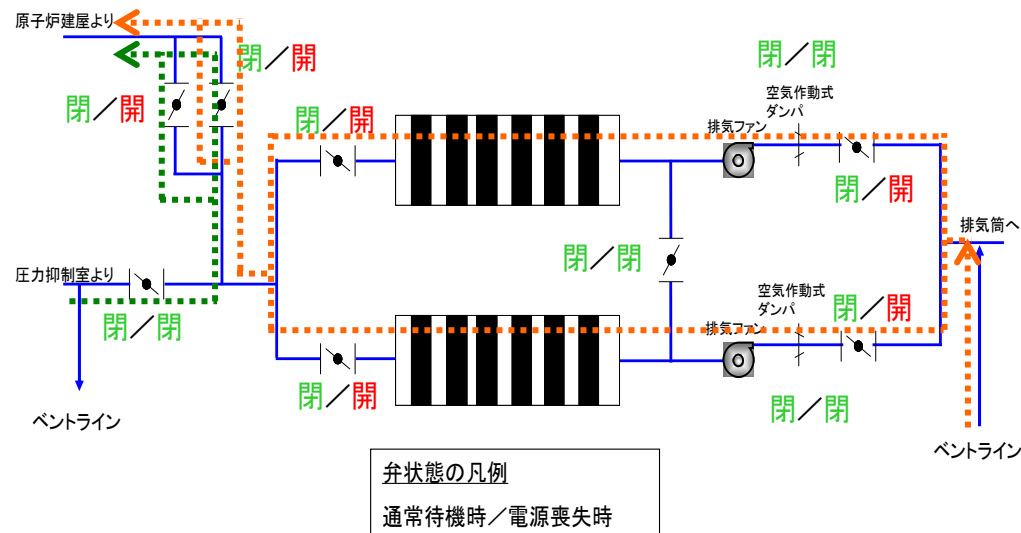 原子炉建屋より
閉／開
閉／開
閉／開
閉／閉
空気作動式
ダンパ
排気ファン
閉／開
排気筒へ
閉／閉
圧力抑制室より
閉／閉
空気作動式
ダンパ
閉／開
排気ファン
閉／開
閉／閉
ベントライン
ベントライン
弁状態の凡例
通常待機時／電源喪失時